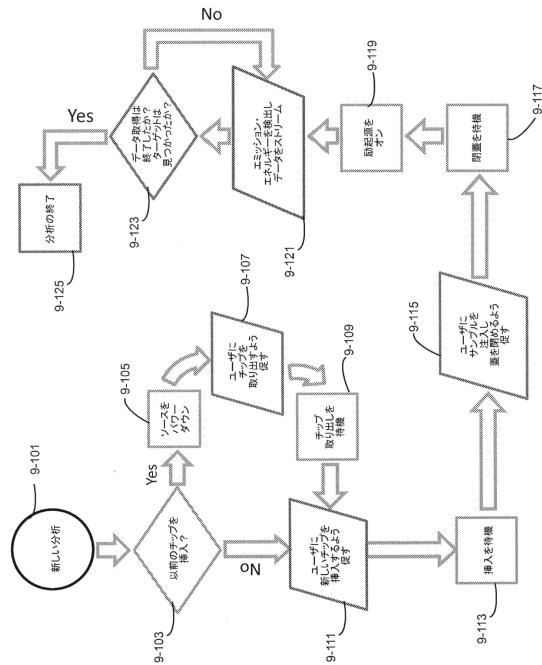 9-101
新しい分析
以前のチップを
挿入?
9-103
Yes
No
9-105
ソースを
パワー
ダウン
9-107
ユーザに
チップを
取り出すよう
促す
9-109
チップ
取り出しを
待機
ユーザに
新しいチップを
挿入するよう
促す
9-111
挿入を待機
9-113
9-115
ユーザに
サンプルを
注入し
蓋を閉めるよう
促す
9-117
閉蓋を待機
9-119
励起源を
オン
エミッション
エネルギーを検出し
データをストリーム
9-121
データ取得は
終了したか?
ターゲットは
見つかったか?
9-123
No
Yes
分析の終了
9-125